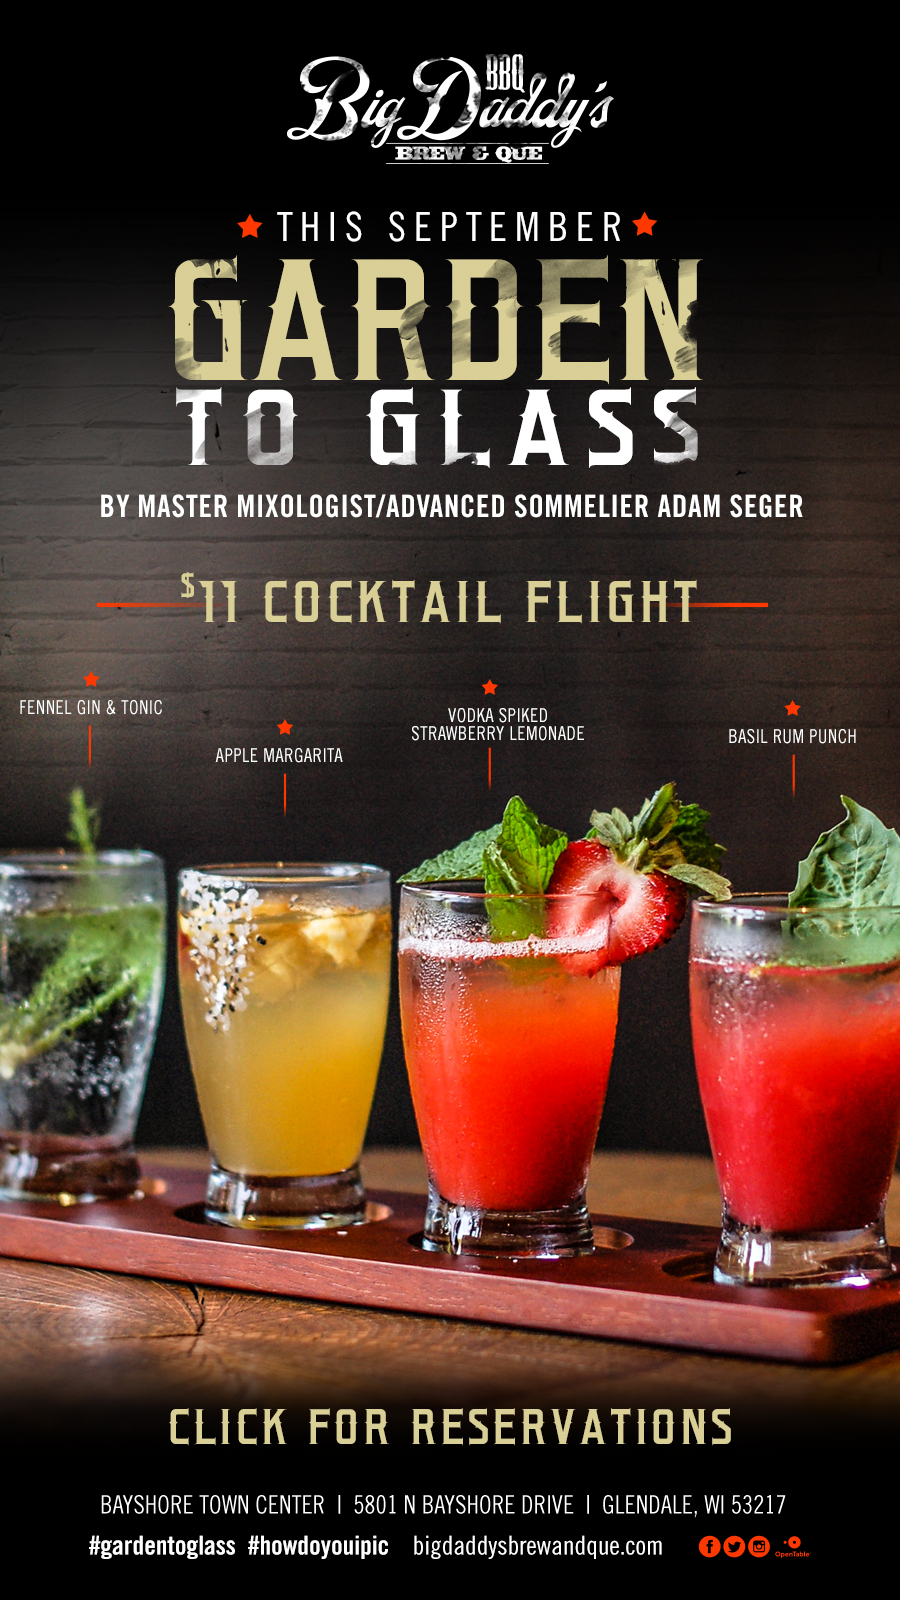 BBQ
Big Daddy's
BREW & QUE
THIS SEPTEMBER
GARDEN
TO GLASS
BY MASTER MIXOLOGIST/ADVANCED SOMMELIER ADAM SEGER
$11 COCKTAIL FLIGHT
FENNEL GIN & TONIC
APPLE MARGARITA
VODKA SPIKED
STRAWBERRY LEMONADE
BASIL RUM PUNCH
CLICK FOR RESERVATIONS
BAYSHORE TOWN CENTER | 5801 N BAYSHORE DRIVE | GLENDALE, WI 53217
#gardentoglass #howdoyouipic bigdaddysbrewandque.com
OpenTable